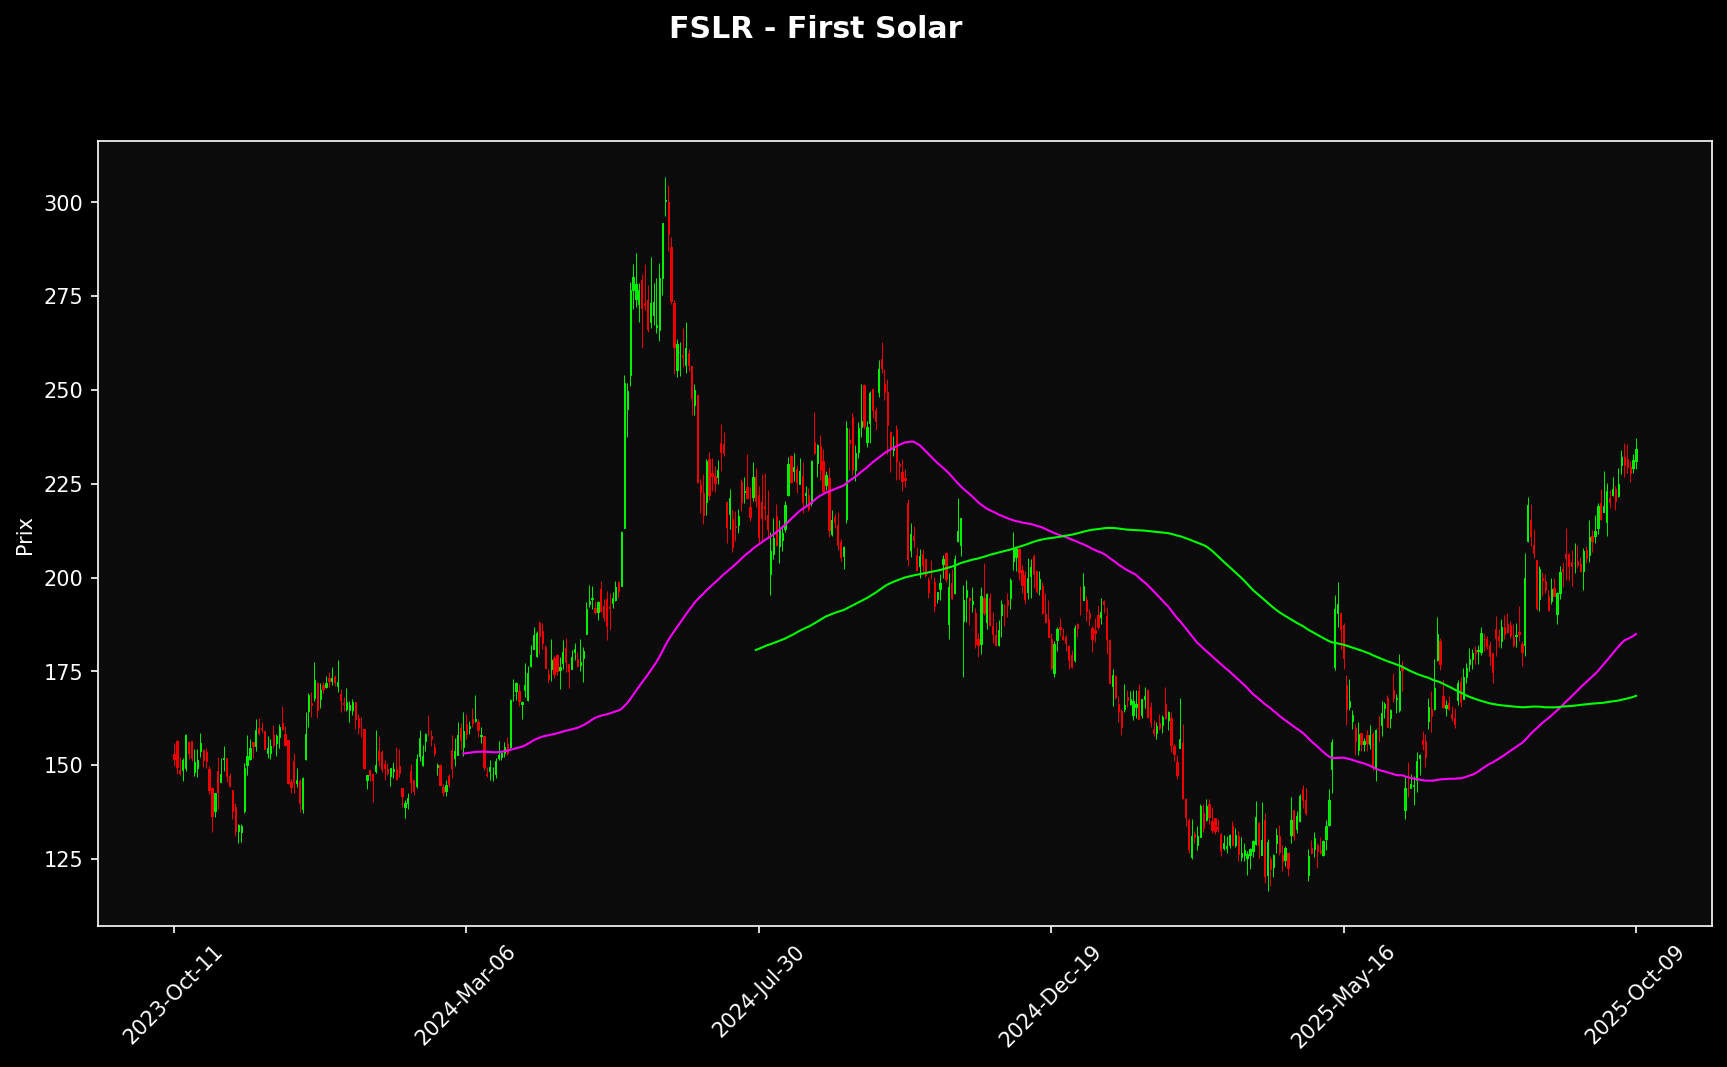 FSLR - First Solar
Prix
300
275
250
225
200
175
150
125
2023-Oct-11
2024-Mar-06
2024-Jul-30
2024-Dec-19
2025-May-16
2025-Oct-09